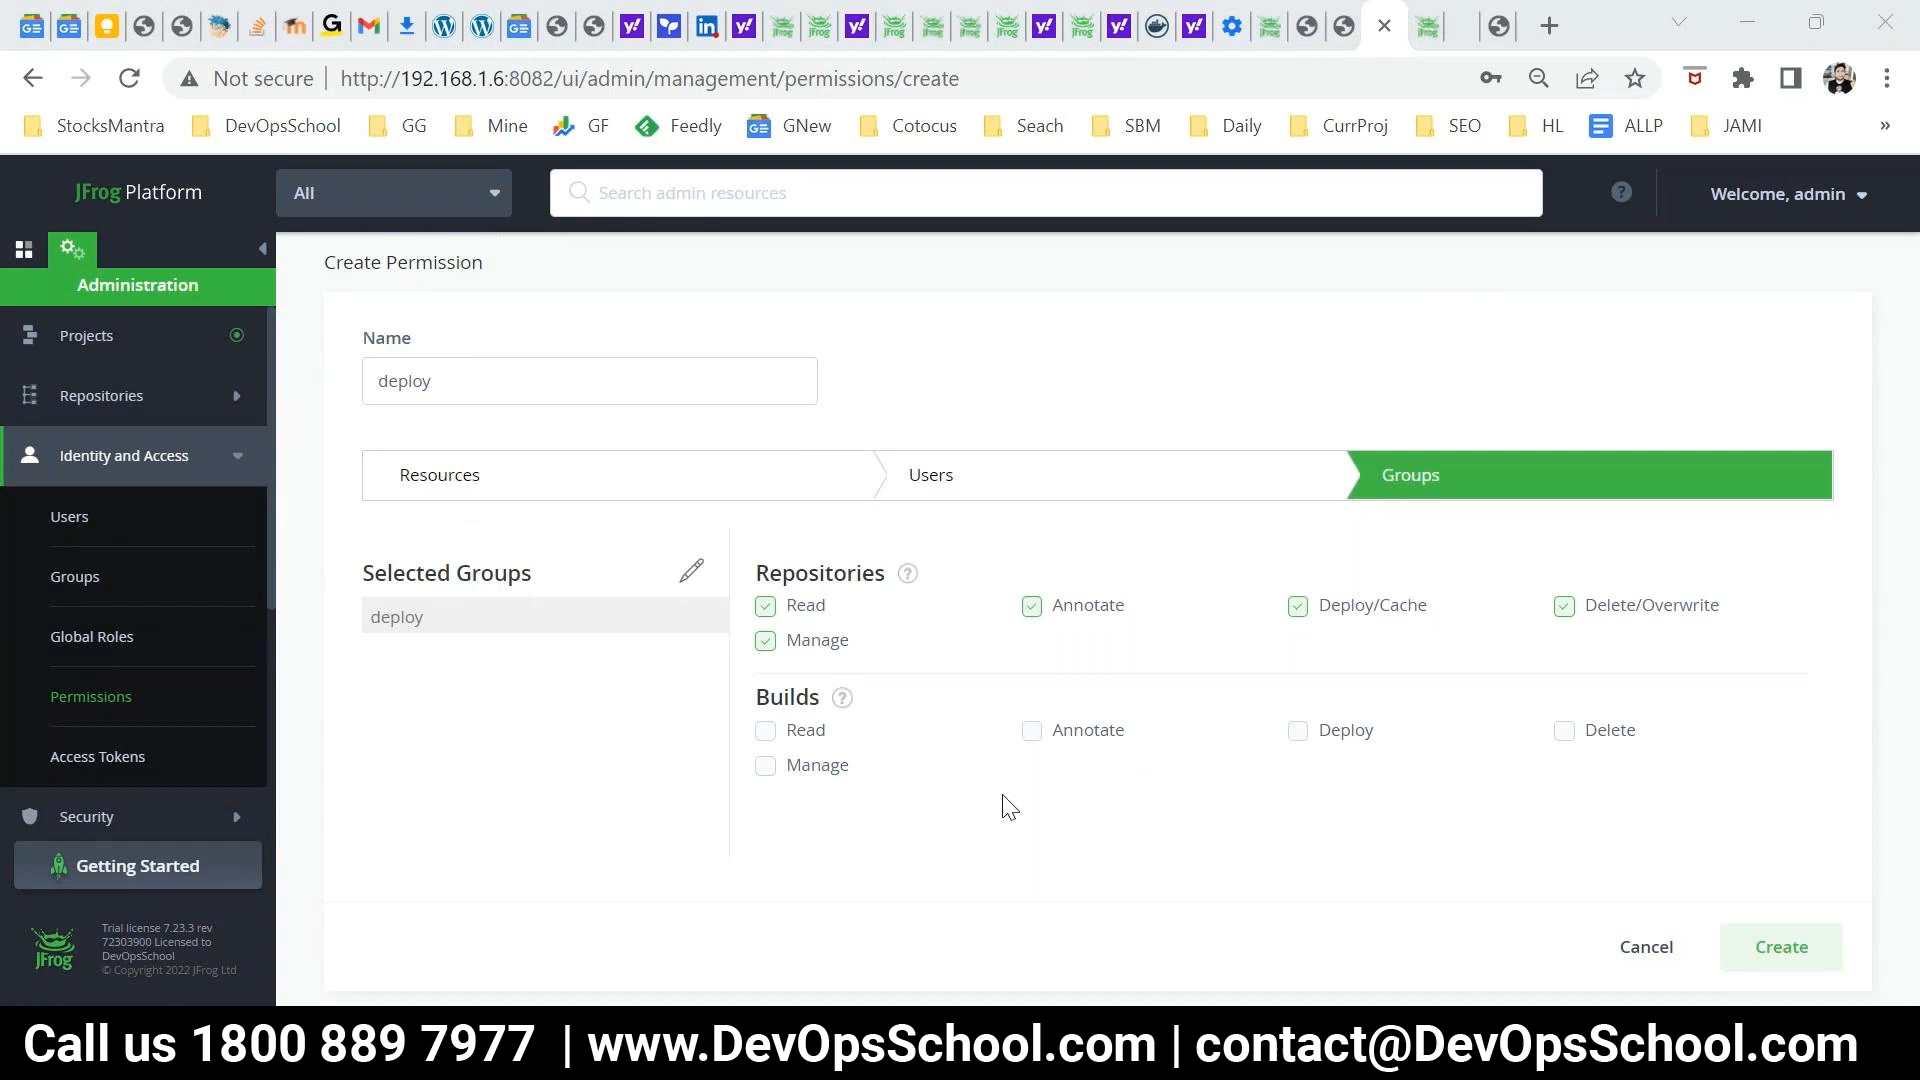 Not secure | http://192.168.1.6:8082/ui/admin/management/permissions/create
StocksMantra DevOpsSchool GG Mine GF Feedly GNew Cotocus Seach SBM Daily CurrProj SEO HL ALLP JAMI »
JFrog Platform
All
Search admin resources
Welcome, admin
Administration
Projects
Repositories
Identity and Access
Users
Groups
Global Roles
Permissions
Access Tokens
Security
Getting Started
JFrog
Trial license 7.23.3 rev
72303900 Licensed to
DevOpsSchool
© Copyright 2022 JFrog Ltd
Create Permission
Name
deploy
Resources
Users
Groups
Selected Groups
deploy
Repositories ?
Read Annotate Deploy/Cache Delete/Overwrite
Manage
Builds ?
Read Annotate Deploy Delete
Manage
Cancel Create
Call us 1800 889 7977 | www.DevOpsSchool.com | contact@DevOpsSchool.com